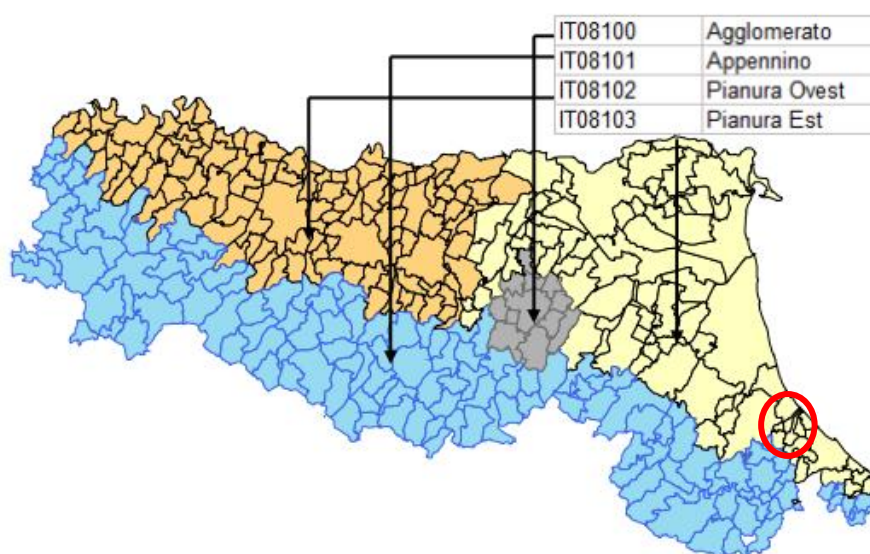 IT08100 Agglomerato
IT08101 Appennino
IT08102 Pianura Ovest
IT08103 Pianura Est